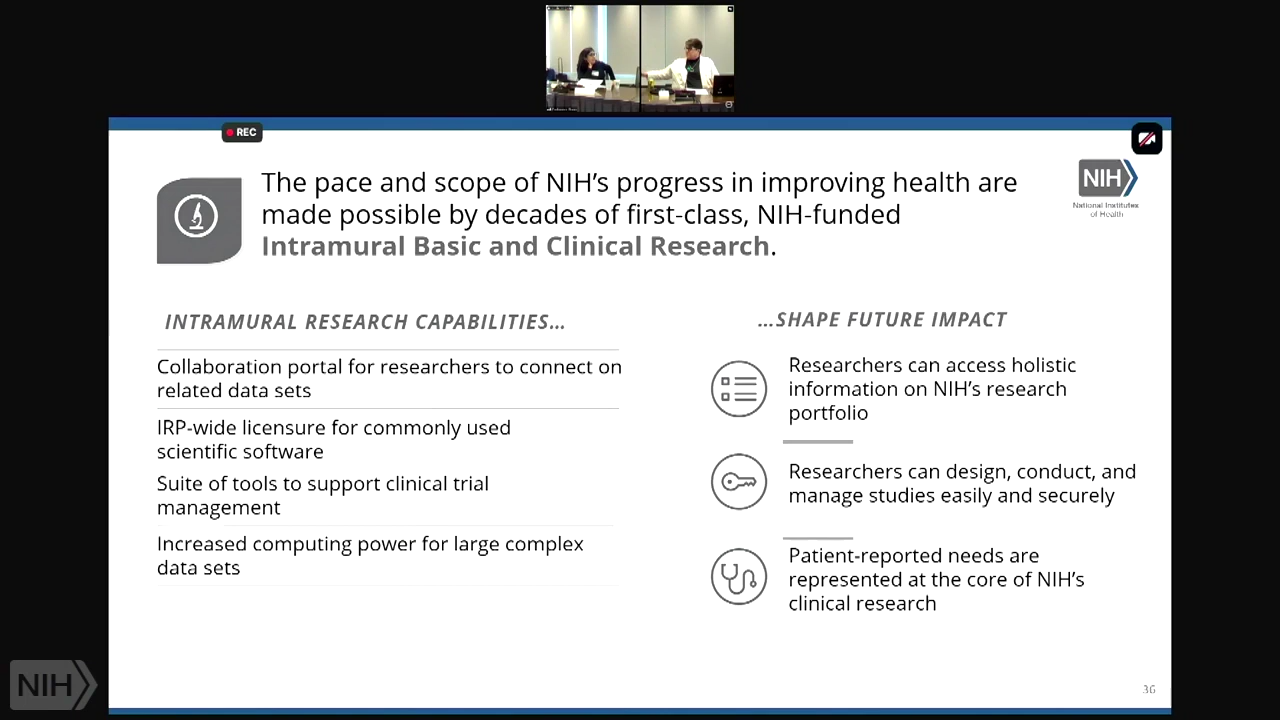 REC
The pace and scope of NIH's progress in improving health are
made possible by decades of first-class, NIH-funded
Intramural Basic and Clinical Research.
NIH
National Institutes
of Health
INTRAMURAL RESEARCH CAPABILITIES...
Collaboration portal for researchers to connect on
related data sets
IRP-wide licensure for commonly used
scientific software
Suite of tools to support clinical trial
management
Increased computing power for large complex
data sets
...SHAPE FUTURE IMPACT
Researchers can access holistic
information on NIH's research
portfolio
Researchers can design, conduct, and
manage studies easily and securely
Patient-reported needs are
represented at the core of NIH's
clinical research
NIH
36